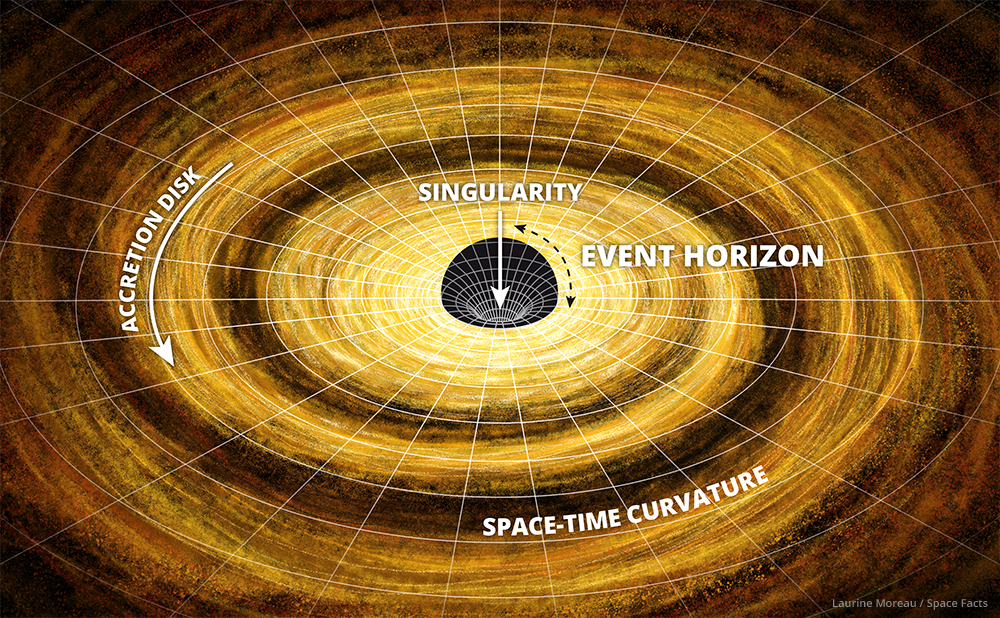 SINGULARITY
EVENT HORIZON
ACCRETION DISK
SPACE-TIME CURVATURE
Laurine Moreau / Space Facts